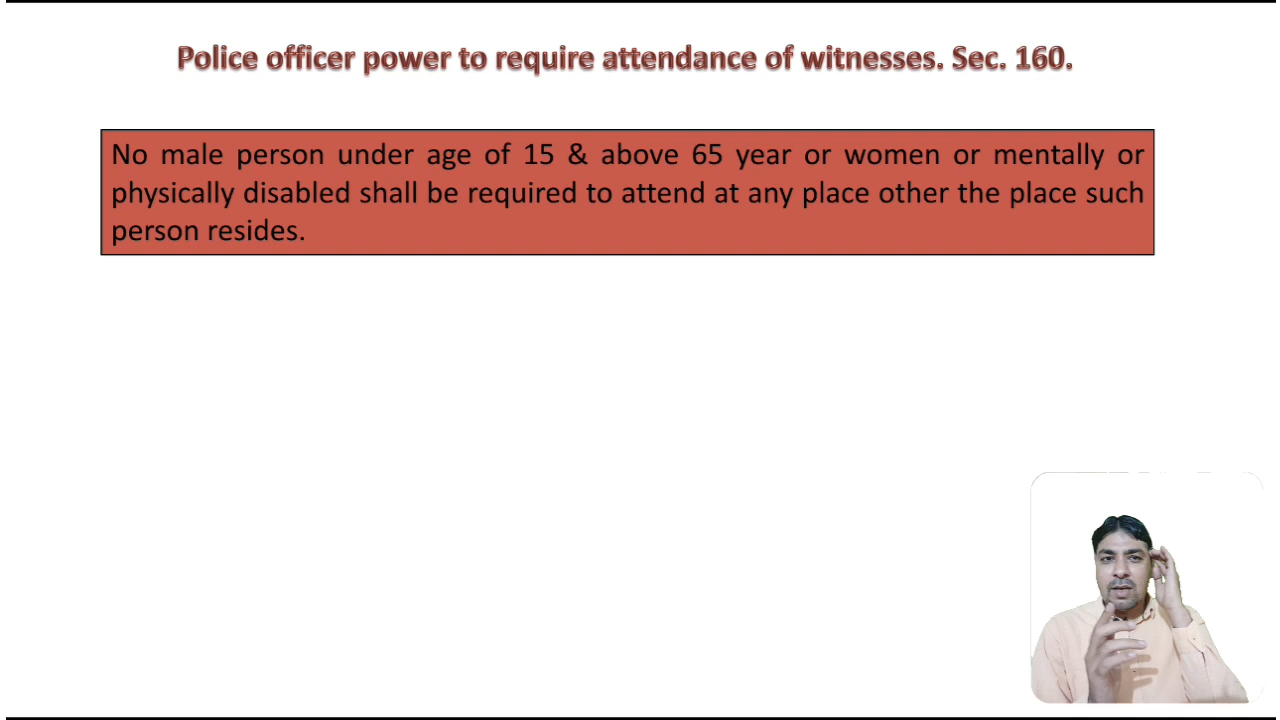 Police officer power to require attendance of witnesses. Sec. 160.
No male person under age of 15 & above 65 year or women or mentally or
physically disabled shall be required to attend at any place other the place such
person resides.